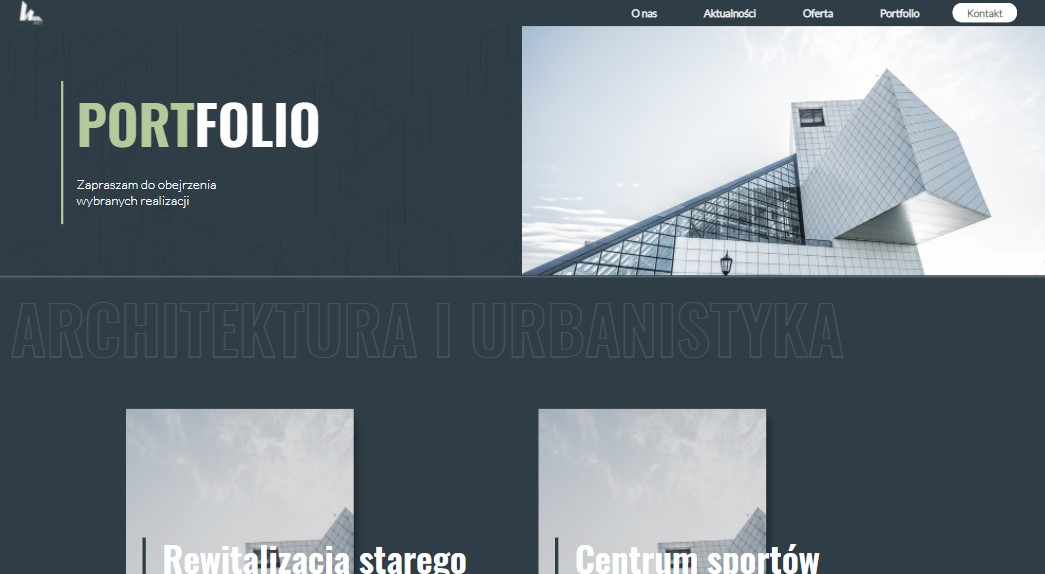 O nas Aktualności Oferta Portfolio Kontakt
PORTFOLIO
Zapraszam do obejrzenia
wybranych realizacji
ARCHITEKTURA I URBANISTYKA
Rewitalizacja starego Centrum sportów